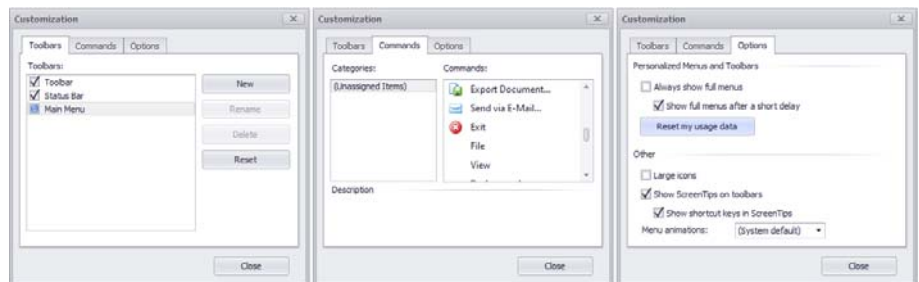 Customization
Toolbars Commands Options
Toolbars:
Toolbar
Status Bar
Main Menu
New
Rename
Delete
Reset
Close
Customization
Toolbars Commands Options
Categories: Commands:
(Unassigned Items)
Export Document...
Send via E-Mail...
Exit
File
View
Description
Close
Customization
Toolbars Commands Options
Personalized Menus and Toolbars
Always show full menus
Show full menus after a short delay
Reset my usage data
Other
Large icons
Show ScreenTips on toolbars
Show shortcut keys in ScreenTips
Menu animations: (System default)
Close